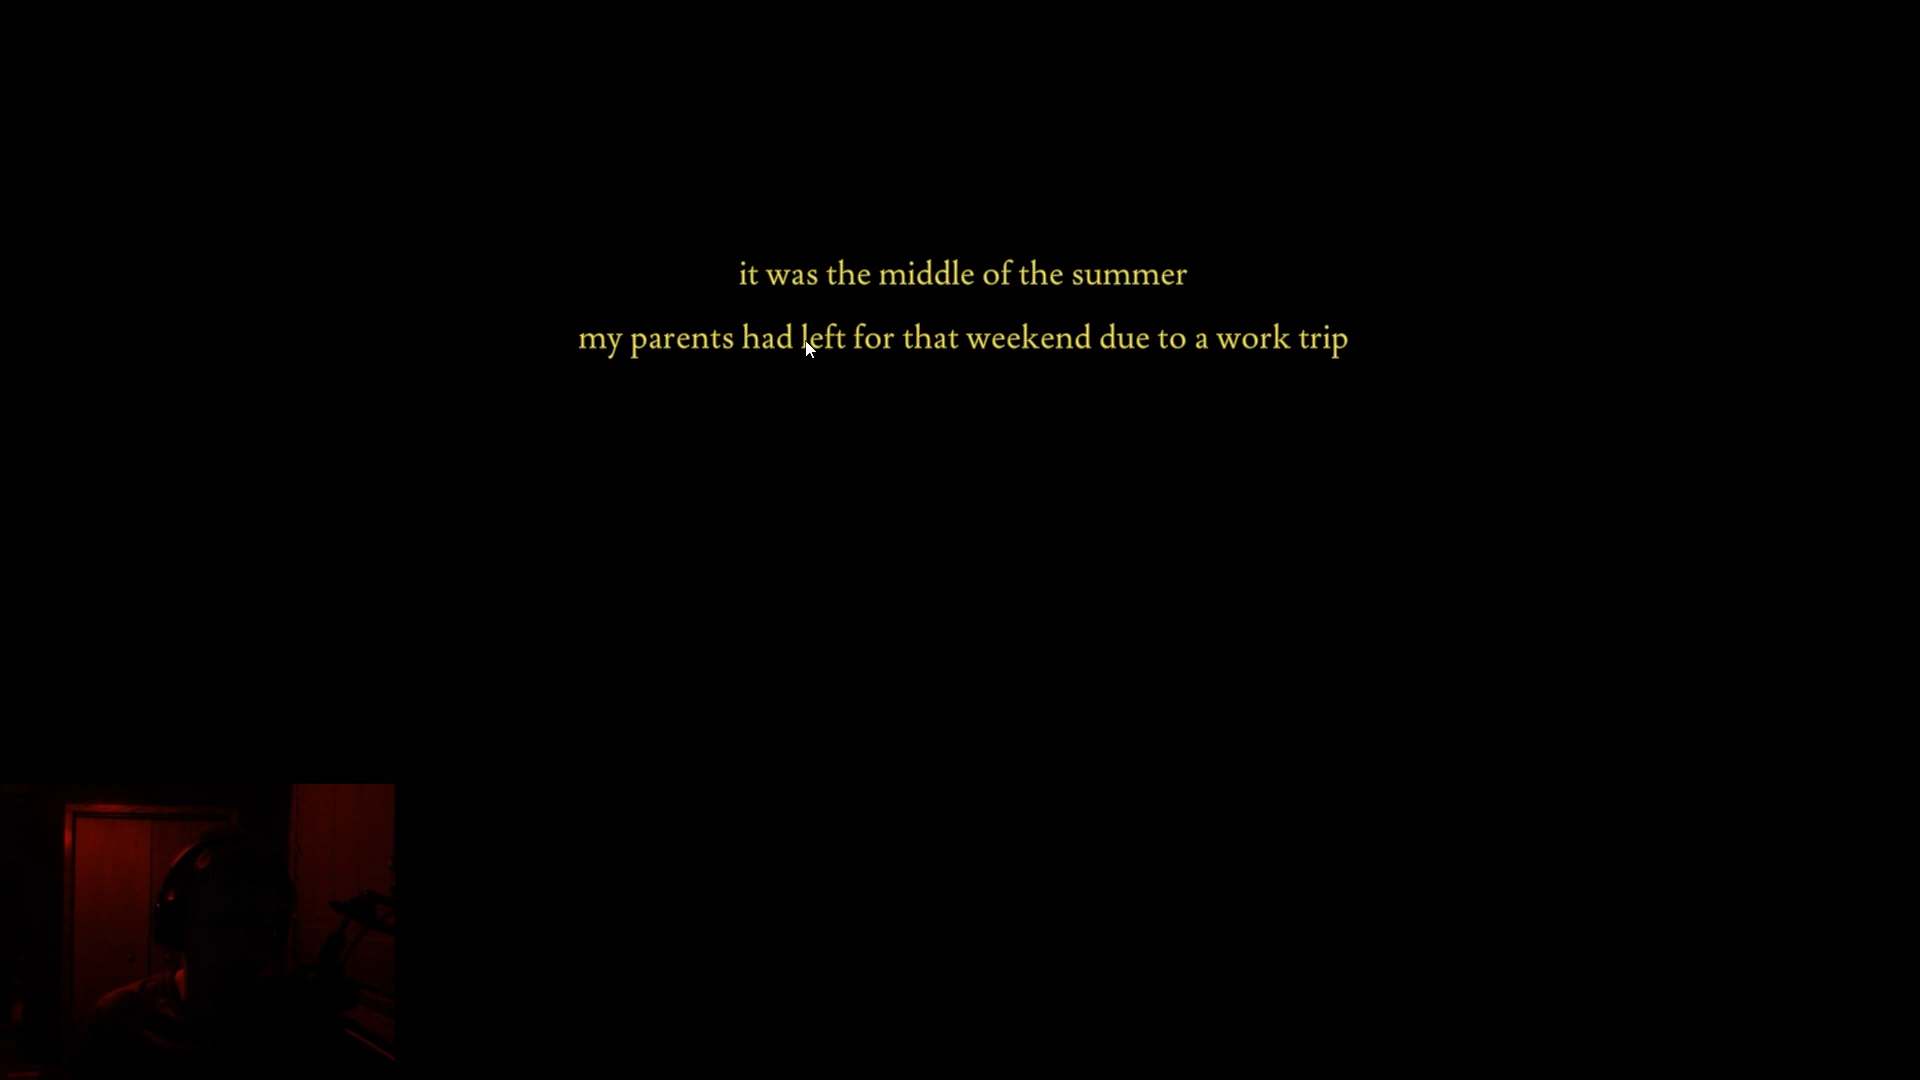 it was the middle of the summer
my parents had left for that weekend due to a work trip